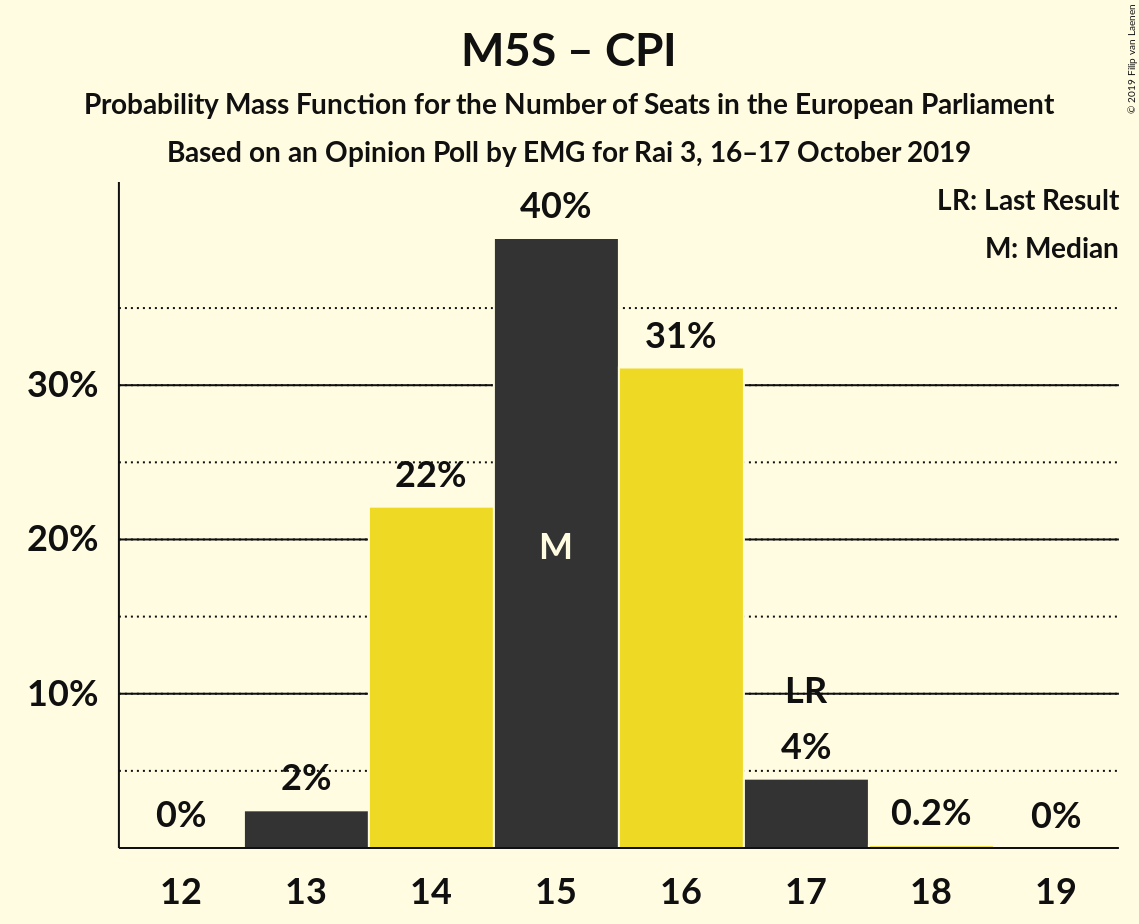 M5S – CPI
Probability Mass Function for the Number of Seats in the European Parliament
Based on an Opinion Poll by EMG for Rai 3, 16–17 October 2019
© 2019 Filip van Laenen
LR: Last Result
M: Median
40%
31%
30%
22%
20%
M
10%
LR
4%
2%
0%
0.2%
0%
12 13 14 15 16 17 18 19